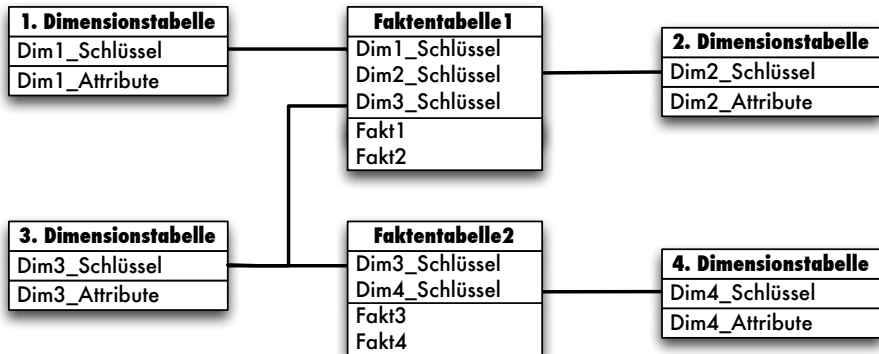 1. Dimensionstabelle
Dim1_Schlüssel
Dim1_Attribute
Faktentabelle1
Dim1_Schlüssel
Dim2_Schlüssel
Dim3_Schlüssel
Fakt1
Fakt2
2. Dimensionstabelle
Dim2_Schlüssel
Dim2_Attribute
3. Dimensionstabelle
Dim3_Schlüssel
Dim3_Attribute
Faktentabelle2
Dim3_Schlüssel
Dim4_Schlüssel
Fakt3
Fakt4
4. Dimensionstabelle
Dim4_Schlüssel
Dim4_Attribute